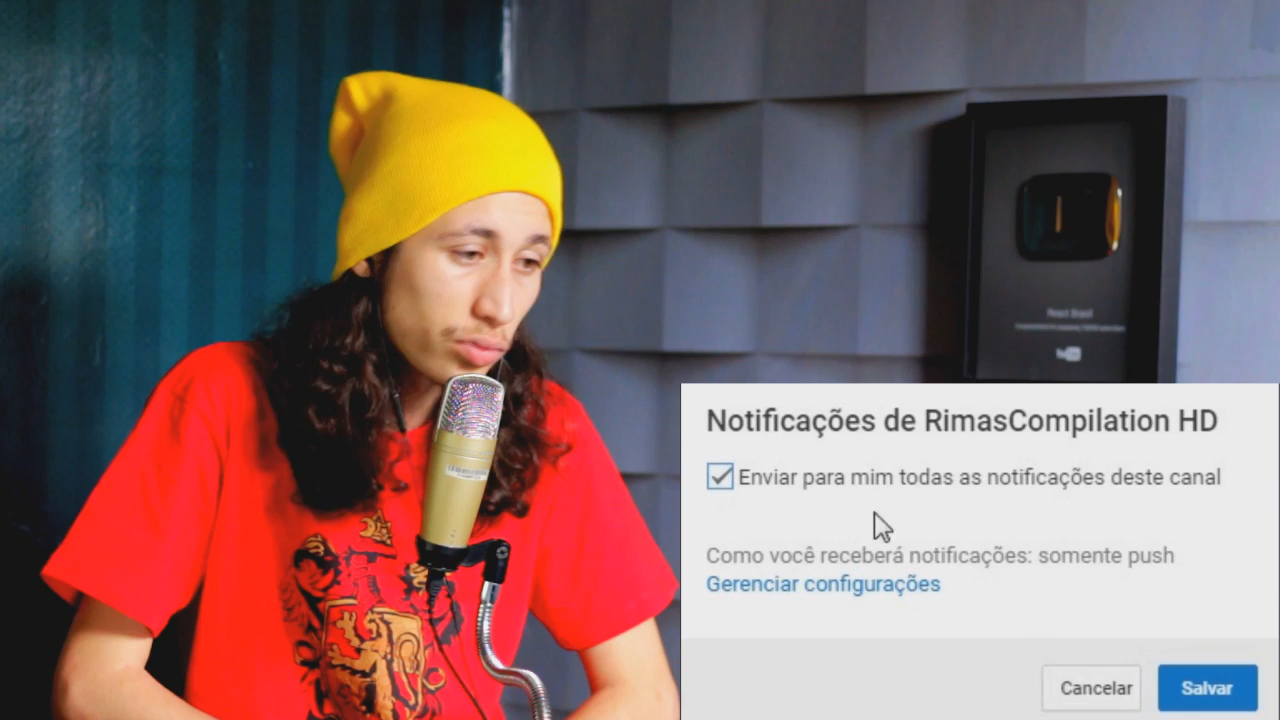 Notificações de RimasCompilation HD
Enviar para mim todas as notificações deste canal
Como você receberá notificações: somente push
Gerenciar configurações
Cancelar
Salvar